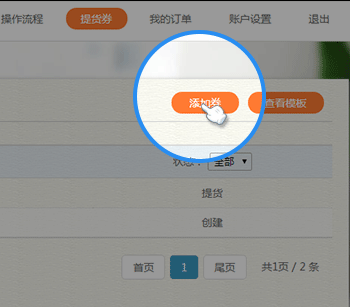 操作流程 提货券 我的订单 账户设置 退出
添加券 查看模板
状态： 全部
提货
创建
首页 1 尾页 共1页 / 2 条